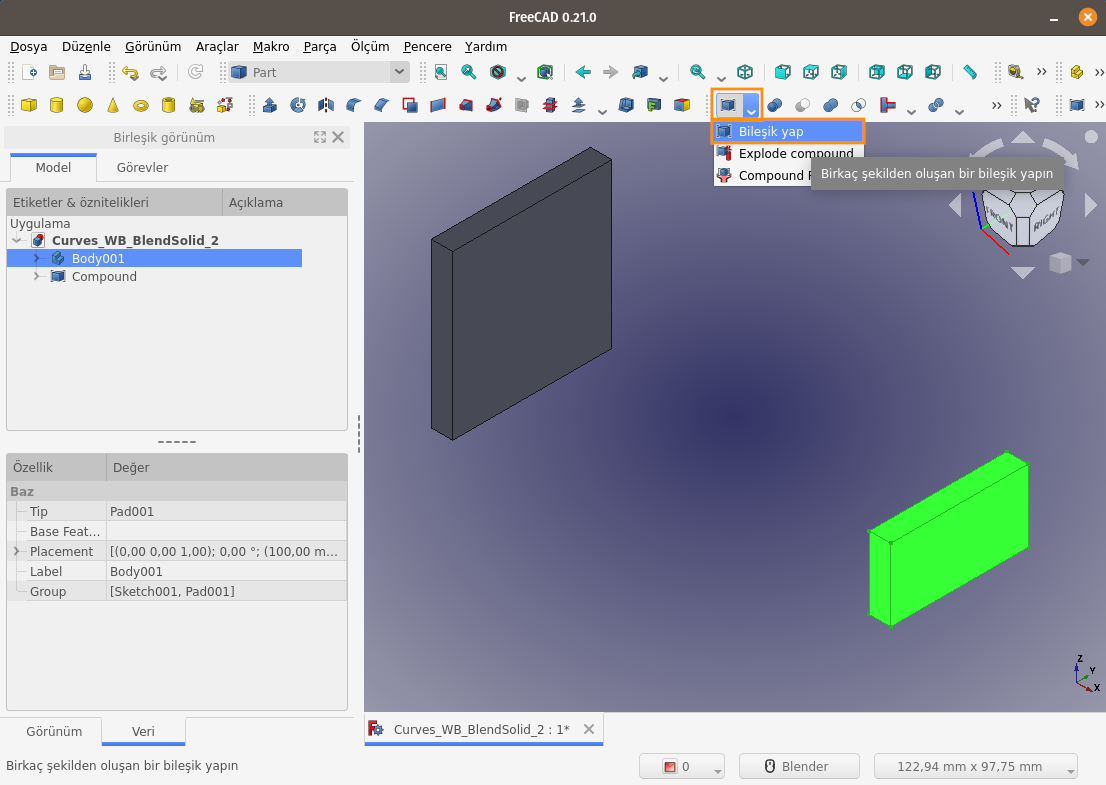 FreeCAD 0.21.0
Dosya Düzenle Görünüm Araçlar Makro Parça Ölçüm Pencere Yardım
Part
Birleşik görünüm
Model Görevler
Etiketler & öznitelikleri Açıklama
Uygulama
Curves_WB_BlendSolid_2
Body001
Compound
Bileşik yap
Explode compound
Compound
Birkaç şekilden oluşan bir bileşik yapın
FRONT RIGHT
Özellik Değer
Baz
Tip Pad001
Base Feat...
Placement [(0,00 0,00 1,00); 0,00 °; (100,00 m...
Label Body001
Group [Sketch001, Pad001]
Z
Y
X
Görünüm Veri
Curves_WB_BlendSolid_2 : 1*
Birkaç şekilden oluşan bir bileşik yapın
0 Blender 122,94 mm x 97,75 mm